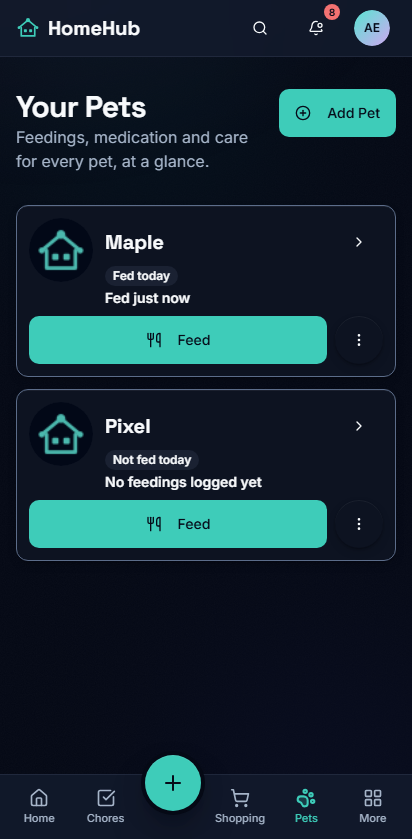 HomeHub
8
AE
Your Pets
Feedings, medication and care
for every pet, at a glance.
Add Pet
Maple
Fed today
Fed just now
Feed
Pixel
Not fed today
No feedings logged yet
Feed
Home
Chores
Shopping
Pets
More